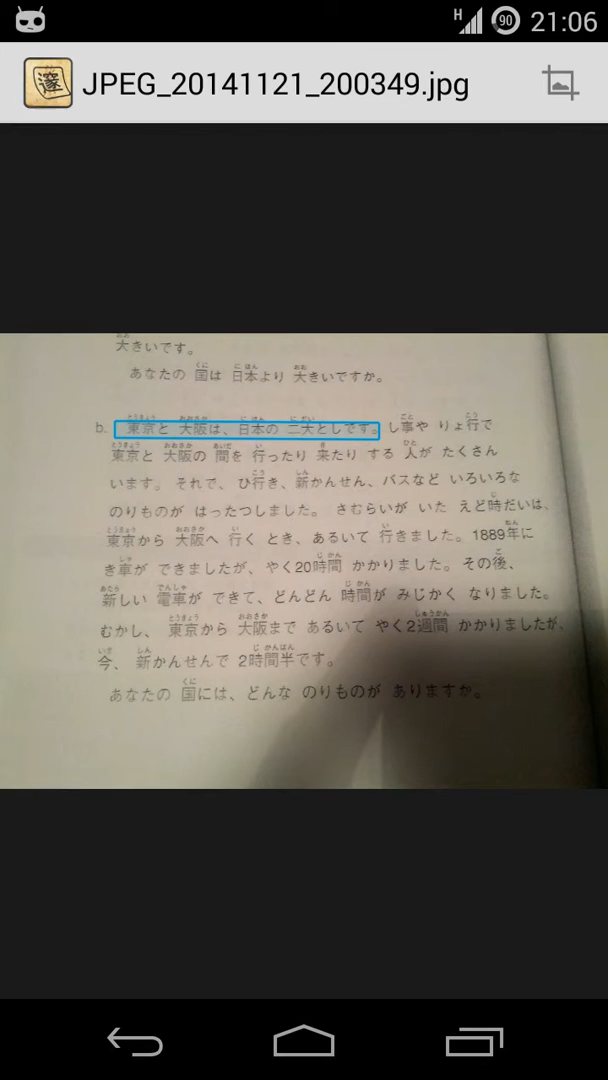 H 90 21:06
JPEG_20141121_200349.jpg
大きいです。
あなたの 国は 日本より 大きいですか。
b. 東京と 大阪は、日本の 二大としです。し事や りょ行で
東京と 大阪の 間を 行ったり 来たり する 人が たくさん
います。それで、ひ行き、新かんせん、バスなど いろいろな
のりものが はったつしました。さむらいが いた えど時だいは、
東京から 大阪へ 行く とき、あるいて 行きました。1889年に
き車が できましたが、やく20時間 かかりました。その後、
新しい 電車が できて、どんどん 時間が みじかく なりました。
むかし、東京から 大阪まで あるいて やく2週間 かかりましたが、
今、新かんせんで 2時間半です。
あなたの 国には、どんな のりものが ありますか。